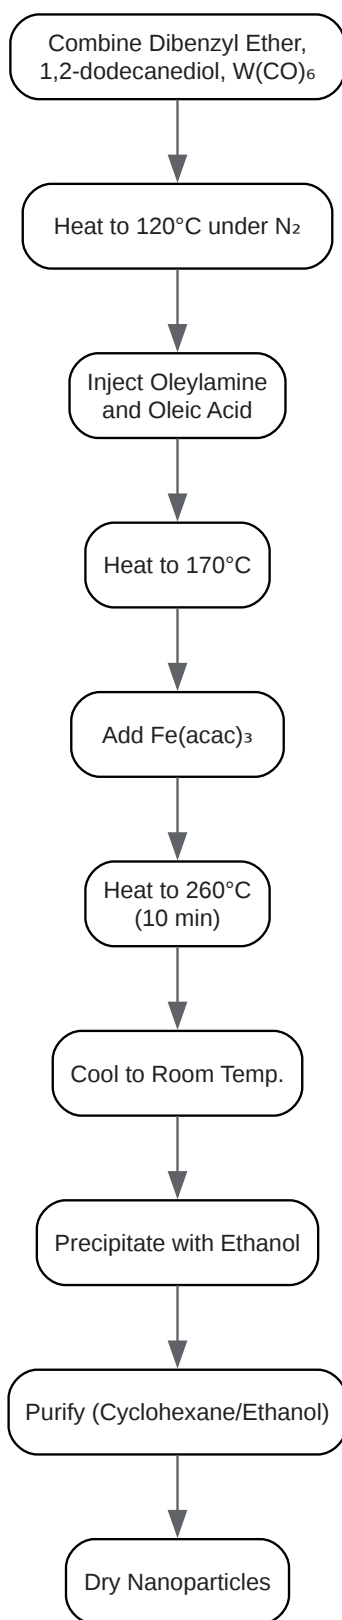 Combine Dibenzyl Ether,
1,2-dodecanediol, W(CO)₆
Heat to 120°C under N₂
Inject Oleylamine
and Oleic Acid
Heat to 170°C
Add Fe(acac)₃
Heat to 260°C
(10 min)
Cool to Room Temp.
Precipitate with Ethanol
Purify (Cyclohexane/Ethanol)
Dry Nanoparticles